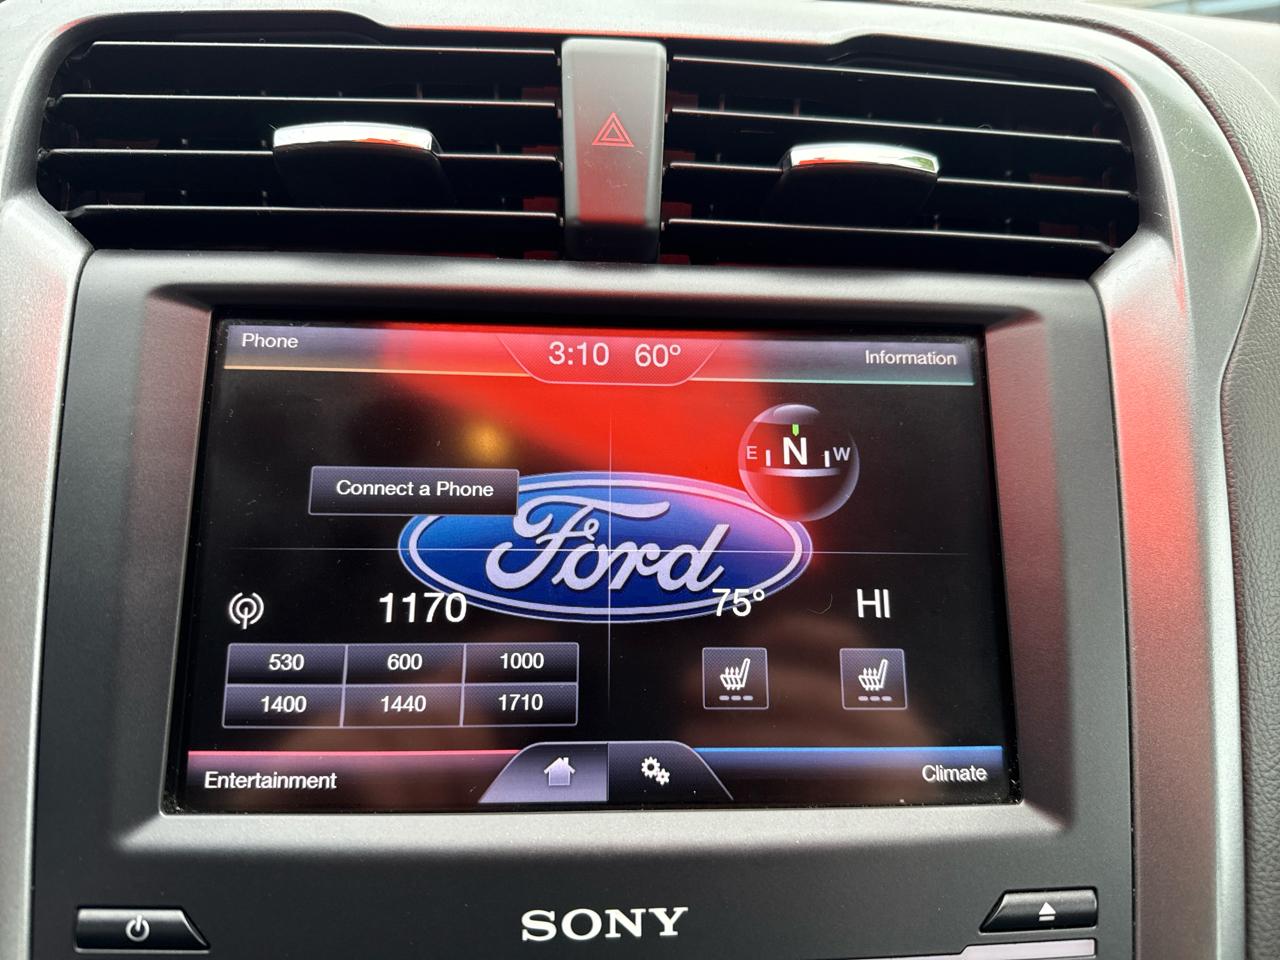 Phone
3:10 60°
Information
E N W
Connect a Phone
Ford
1170
75°
HI
530 600 1000
1400 1440 1710
Entertainment
Climate
SONY